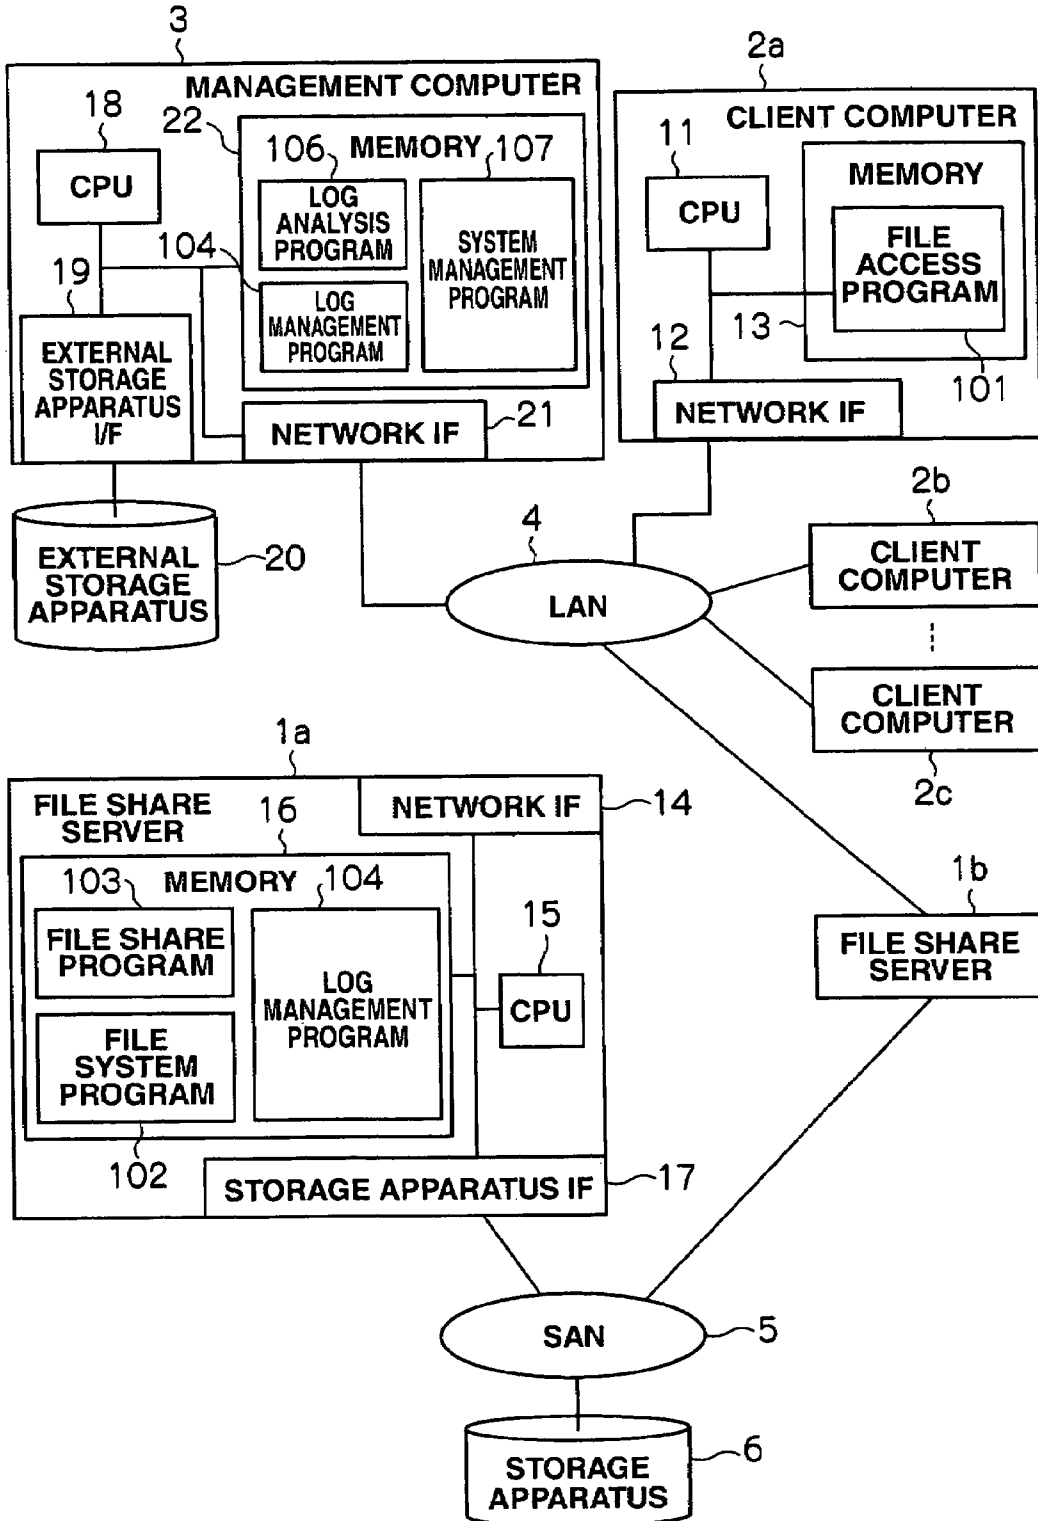 3
MANAGEMENT COMPUTER
18
CPU
22
MEMORY
106
107
LOG
ANALYSIS
PROGRAM
SYSTEM
MANAGEMENT
PROGRAM
104
LOG
MANAGEMENT
PROGRAM
19
EXTERNAL
STORAGE
APPARATUS
I/F
NETWORK IF
21
EXTERNAL
STORAGE
APPARATUS
20
2a
CLIENT COMPUTER
11
CPU
MEMORY
FILE
ACCESS
PROGRAM
13
101
12
NETWORK IF
4
LAN
2b
CLIENT
COMPUTER
CLIENT
COMPUTER
2c
1a
FILE SHARE
SERVER
NETWORK IF
14
16
MEMORY
103
104
FILE SHARE
PROGRAM
LOG
MANAGEMENT
PROGRAM
FILE
SYSTEM
PROGRAM
102
15
CPU
STORAGE APPARATUS IF
17
1b
FILE SHARE
SERVER
SAN
5
STORAGE
APPARATUS
6